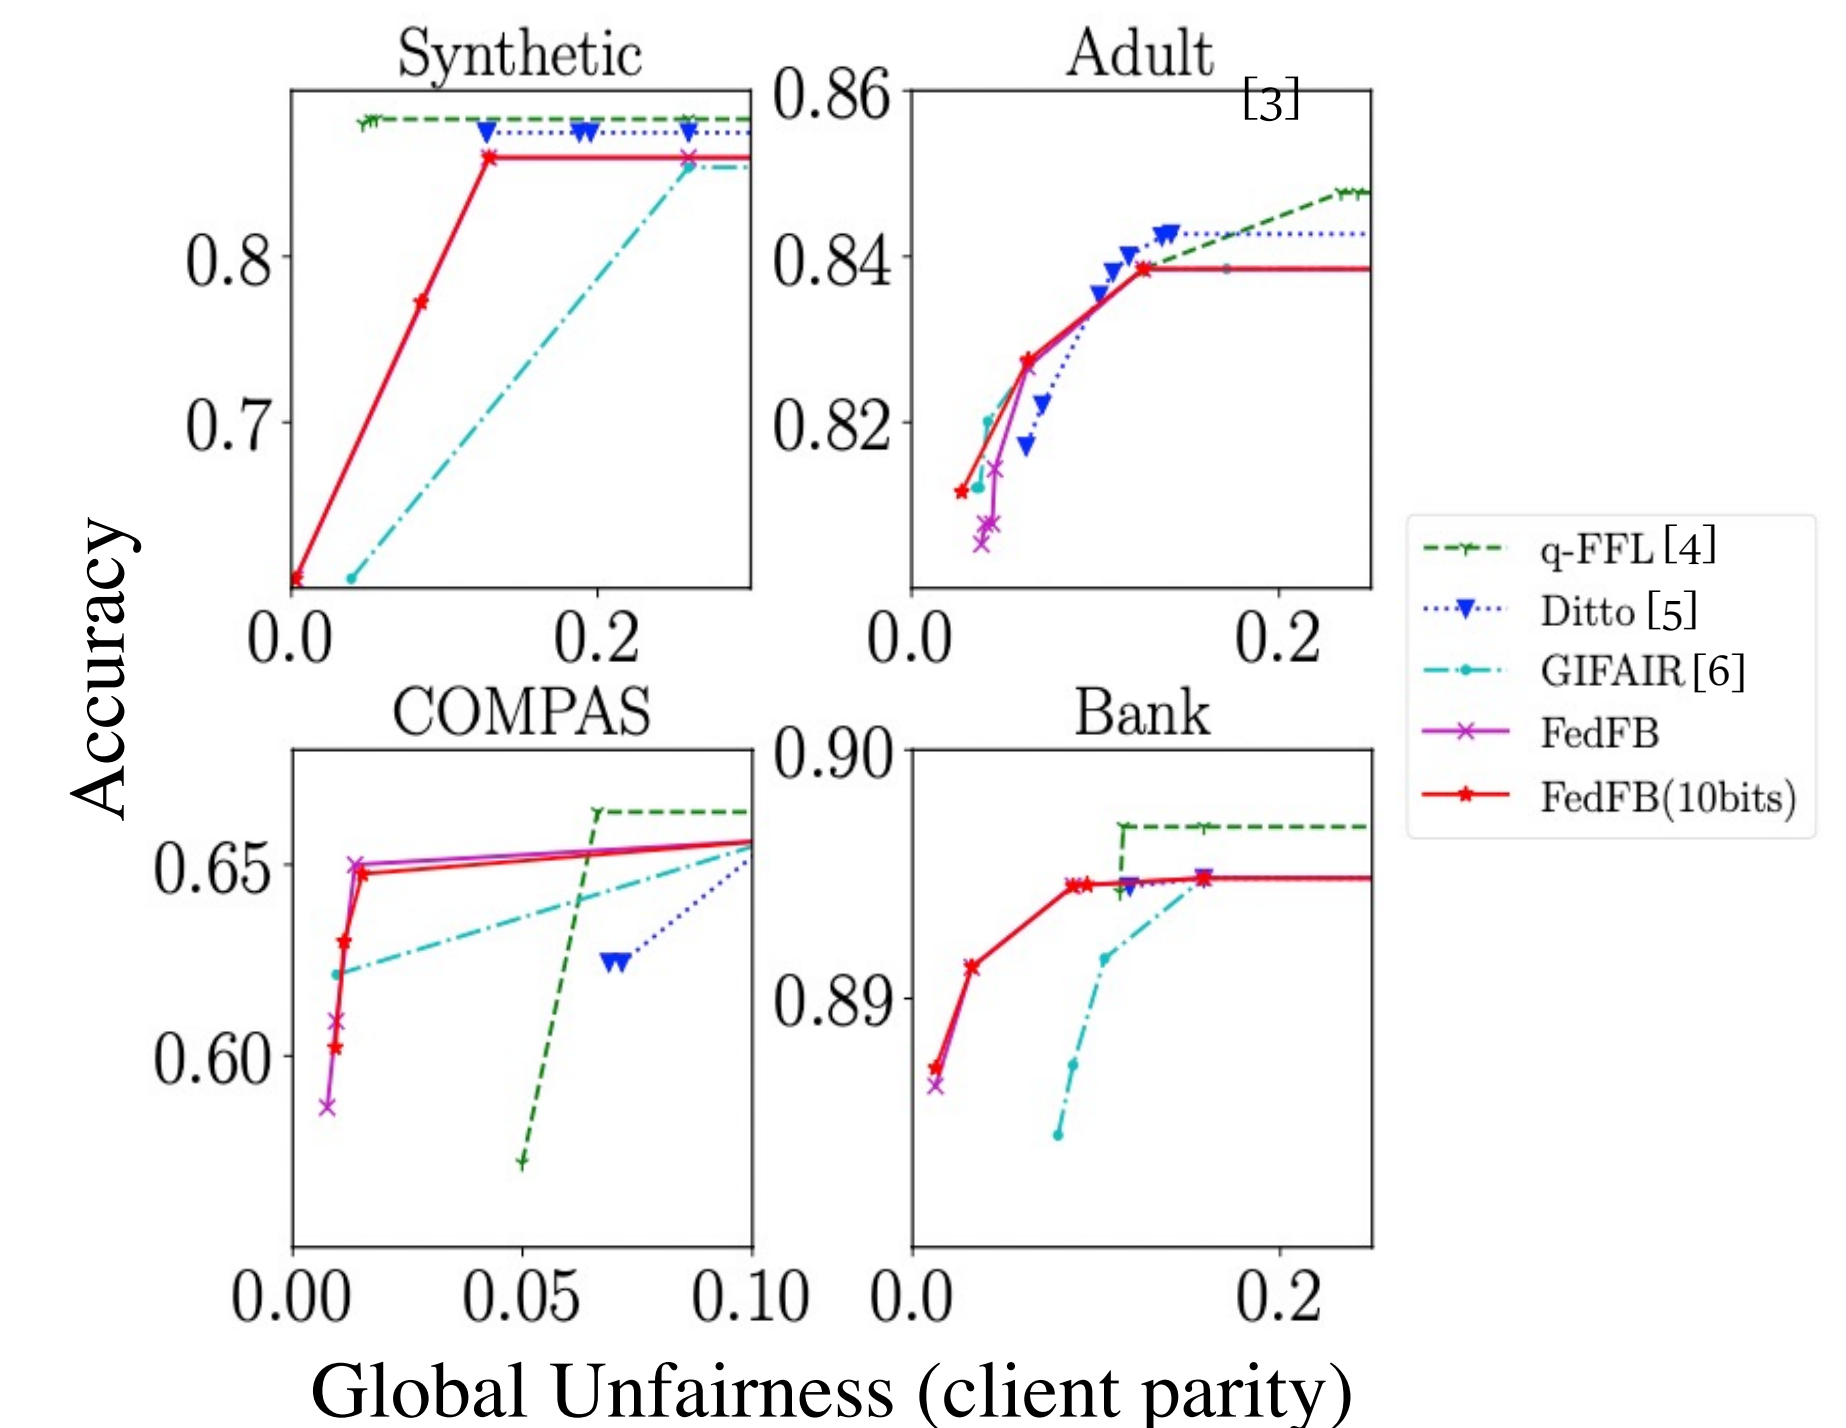 Synthetic
Adult
[3]
0.86
0.8
0.84
0.7
0.82
0.0
0.2
0.0
0.2
q-FFL [4]
Ditto [5]
GIFAIR [6]
FedFB
FedFB(10bits)
Accuracy
COMPAS
Bank
0.90
0.65
0.89
0.60
0.00
0.05
0.10
0.0
0.2
Global Unfairness (client parity)